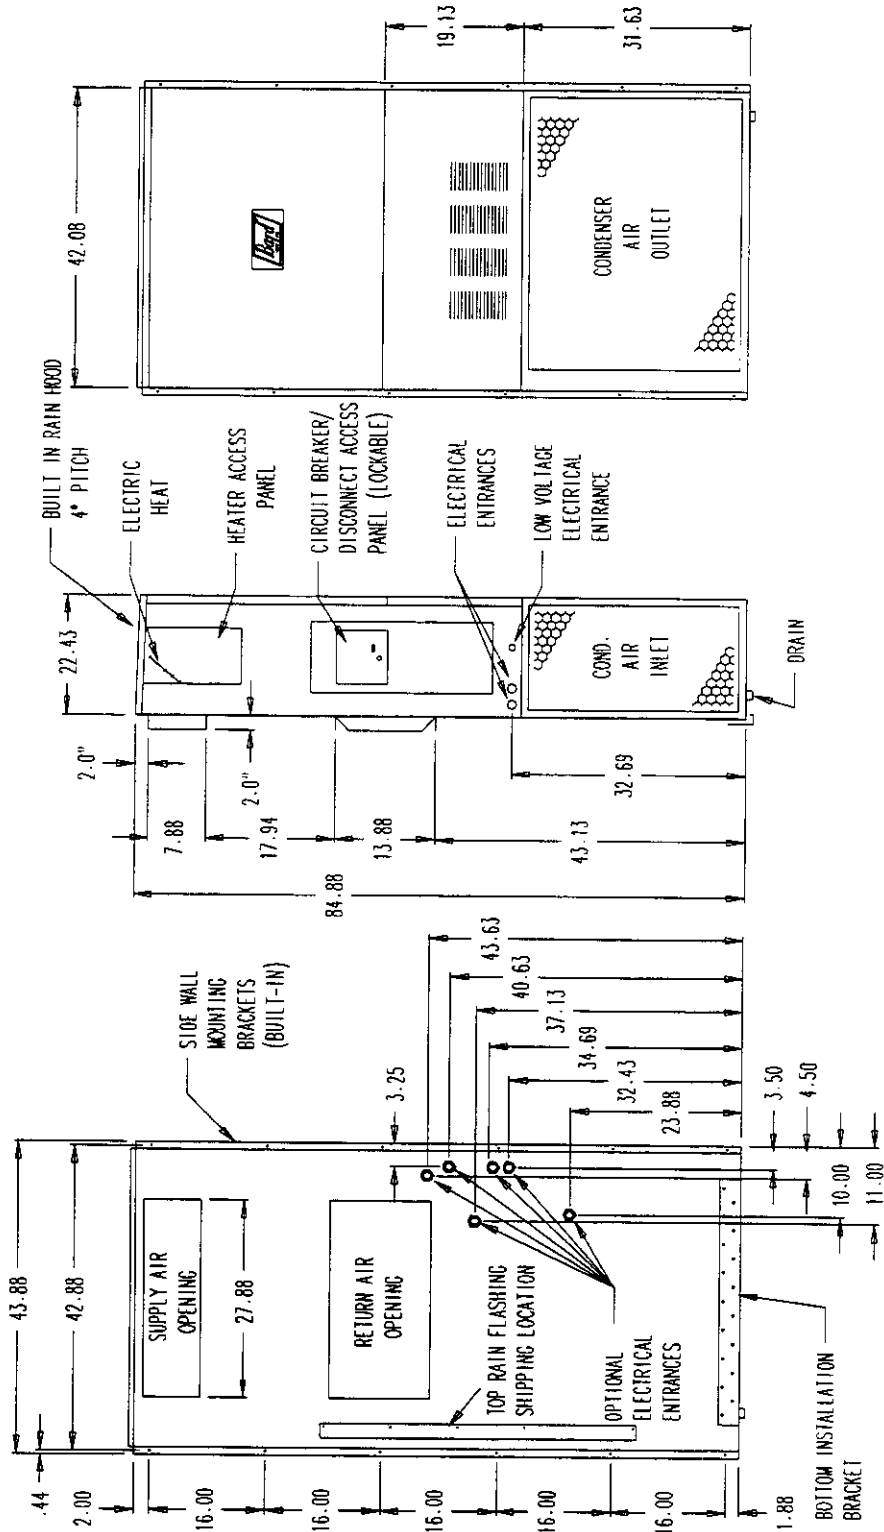 42.08
19.13
31.63
Bard
CONDENSER
AIR
OUTLET
BUILT IN RAIN HOOD
4° PITCH
ELECTRIC
HEAT
HEATER ACCESS
PANEL
CIRCUIT BREAKER/
DISCONNECT ACCESS
PANEL (LOCKABLE)
ELECTRICAL
ENTRANCES
LOW VOLTAGE
ELECTRICAL
ENTRANCE
22.43
COND.
AIR
INLET
DRAIN
2.0"
2.0"
7.88
17.94
13.88
43.13
32.69
84.88
SIDE WALL
MOUNTING
BRACKETS
(BUILT-IN)
43.88
42.88
.44
2.00
16.00
16.00
16.00
16.00
16.00
1.88
SUPPLY AIR
OPENING
27.88
RETURN AIR
OPENING
TOP RAIN FLASHING
SHIPPING LOCATION
OPTIONAL
ELECTRICAL
ENTRANCES
3.25
43.63
40.63
37.13
34.69
32.43
23.88
3.50
4.50
10.00
11.00
BOTTOM INSTALLATION
BRACKET